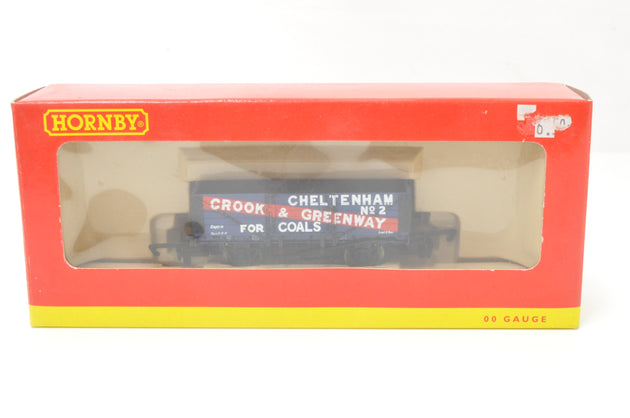 HORNBY®
CHELTENHAM
No 2
CROOK & GREENWAY
FOR COALS
00 GAUGE